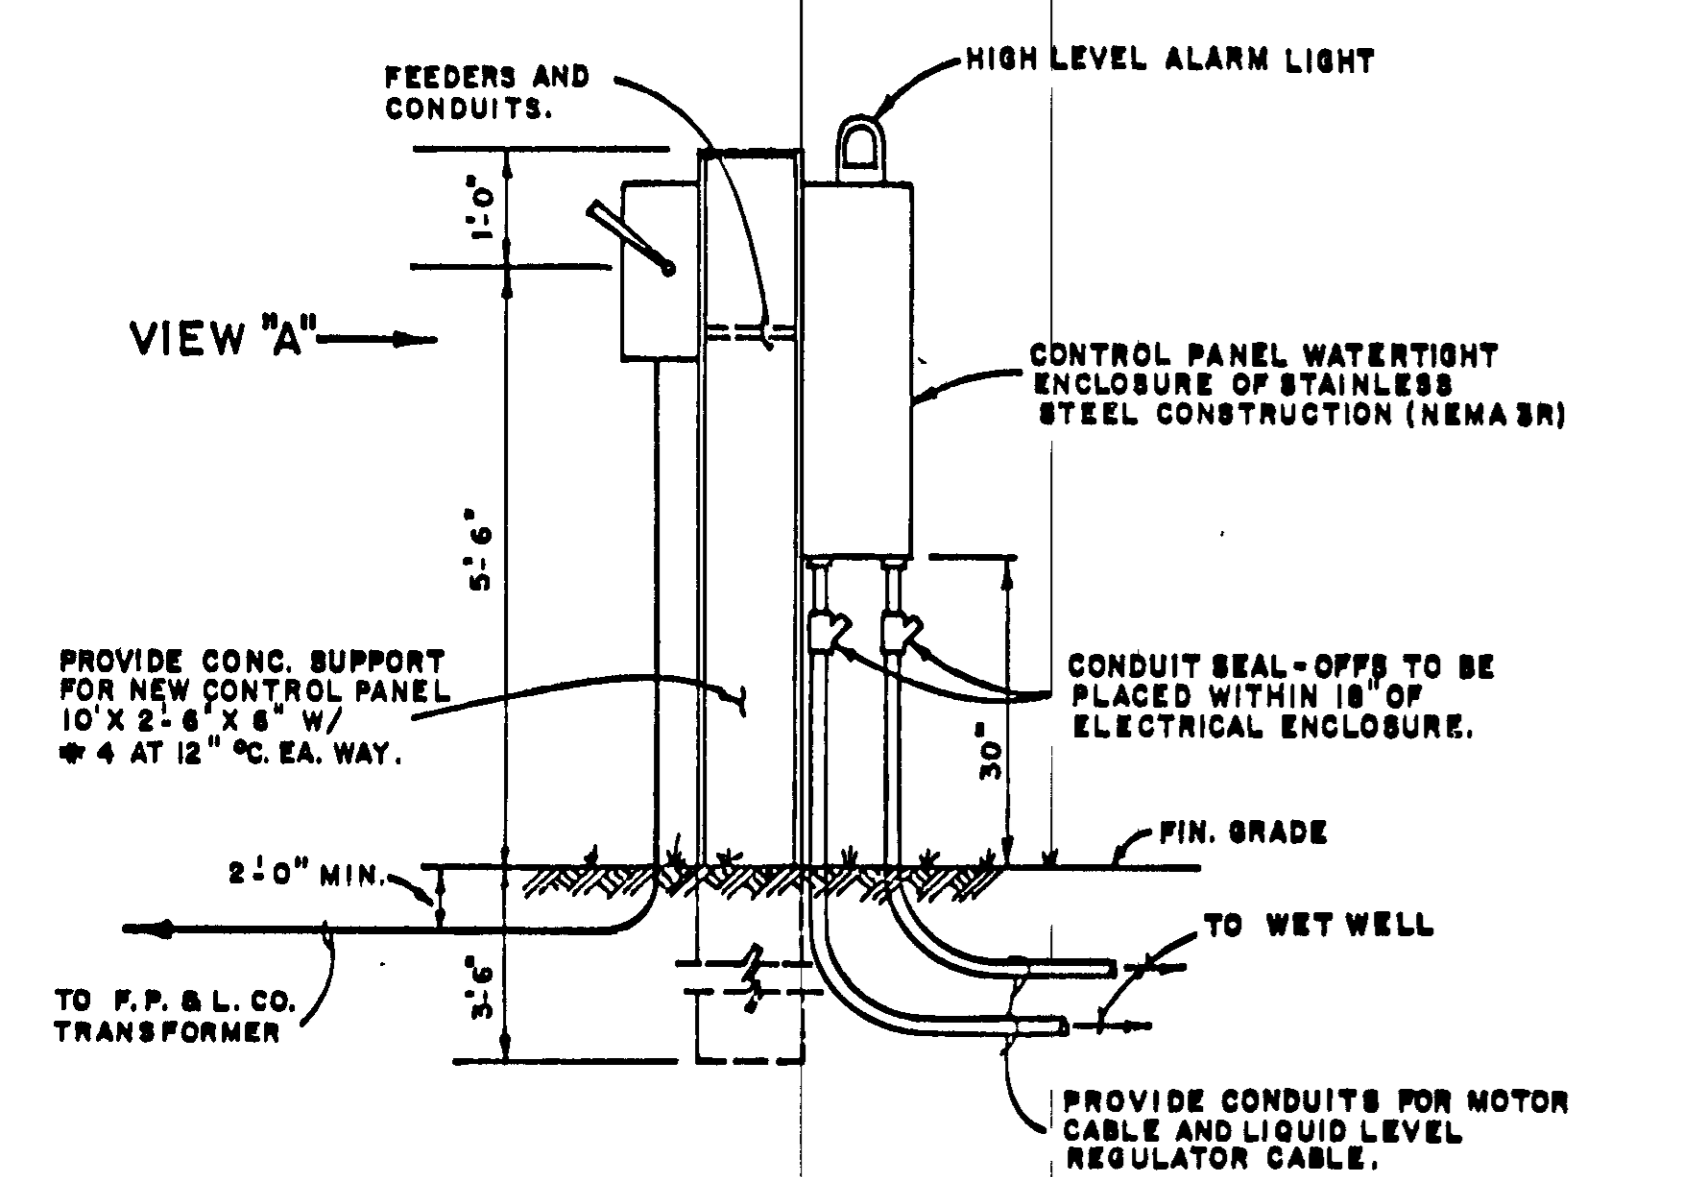 FEEDERS AND
CONDUITS.
HIGH LEVEL ALARM LIGHT
1'-0"
VIEW "A"
CONTROL PANEL WATERTIGHT
ENCLOSURE OF STAINLESS
STEEL CONSTRUCTION (NEMA 3R)
5'-6"
PROVIDE CONC. SUPPORT
FOR NEW CONTROL PANEL
10' X 2'-6" X 6" W/
# 4 AT 12" O/C. EA. WAY.
CONDUIT SEAL-OFFS TO BE
PLACED WITHIN 18" OF
ELECTRICAL ENCLOSURE.
30"
FIN. GRADE
2'-0" MIN.
TO WET WELL
3'-6"
TO F.P. & L. CO.
TRANSFORMER
PROVIDE CONDUITS FOR MOTOR
CABLE AND LIQUID LEVEL
REGULATOR CABLE.